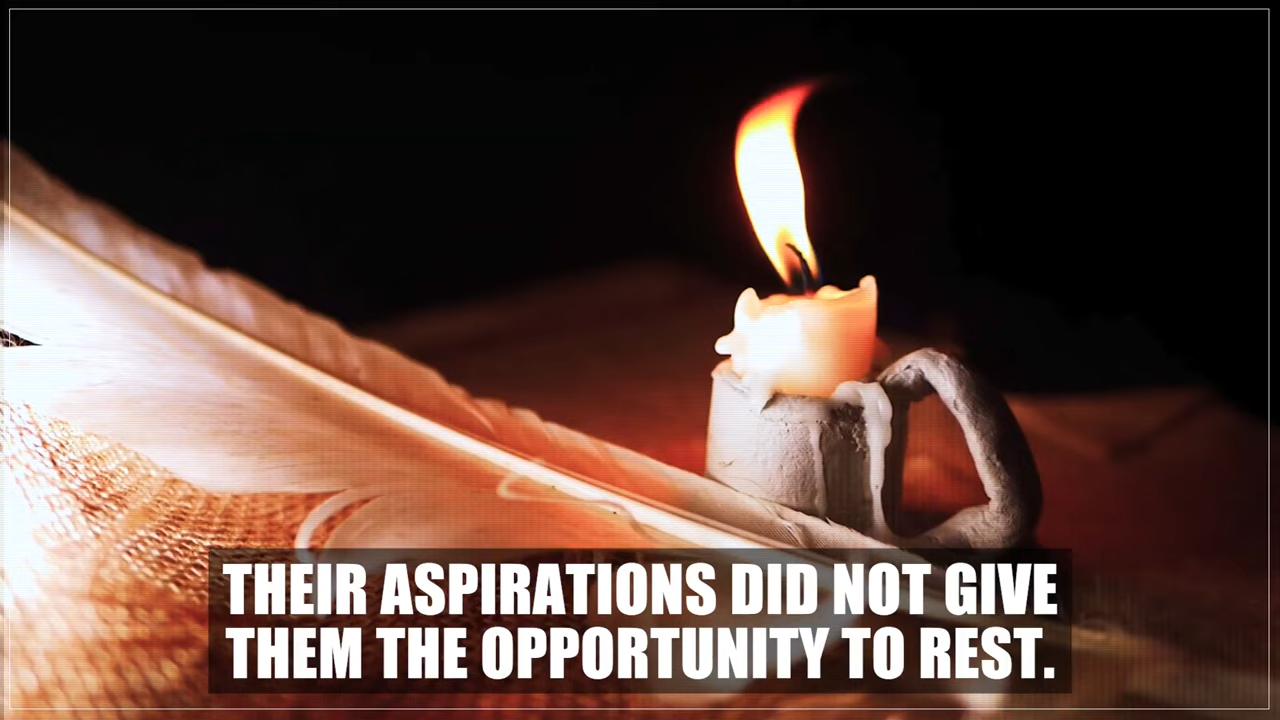 THEIR ASPIRATIONS DID NOT GIVE
THEM THE OPPORTUNITY TO REST.